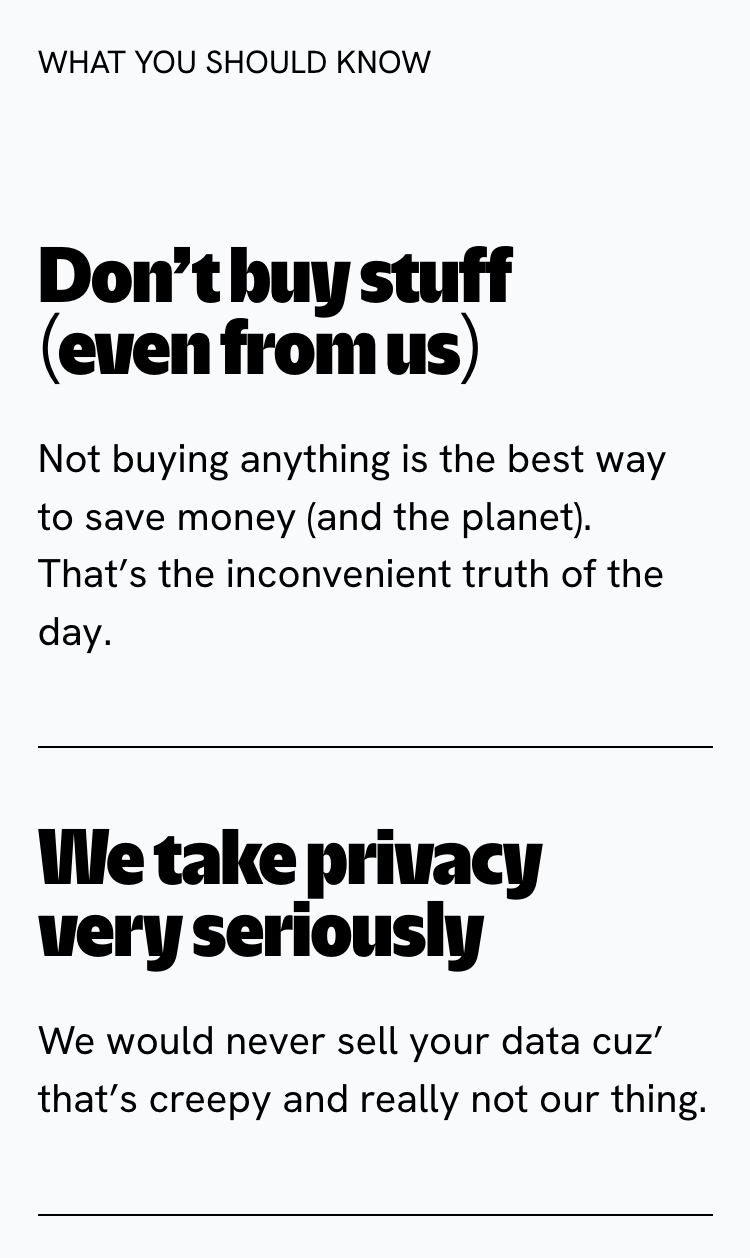 WHAT YOU SHOULD KNOW
Don’t buy stuff
(even from us)
Not buying anything is the best way
to save money (and the planet).
That’s the inconvenient truth of the
day.
We take privacy
very seriously
We would never sell your data cuz’
that’s creepy and really not our thing.